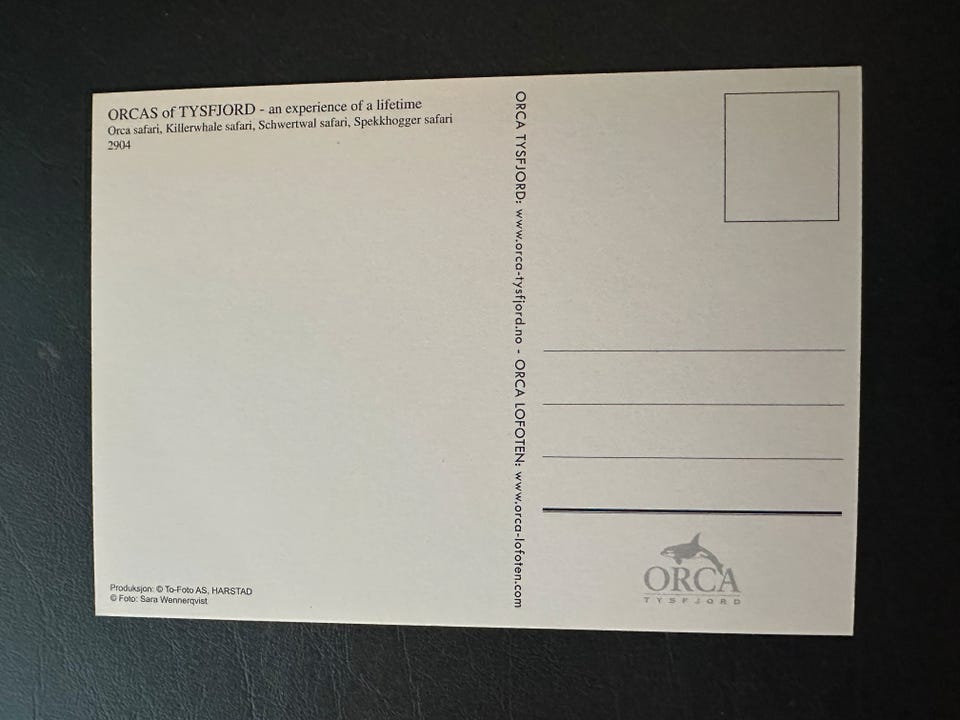 ORCAS of TYSFJORD - an experience of a lifetime
Orca safari, Killerwhale safari, Schwertwal safari, Spekkhogger safari
2904
Produksjon: © To-Foto AS, HARSTAD
© Foto: Sara Wennerqvist
ORCA TYSFJORD: www.orca-tysfjord.no - ORCA LOFOTEN: www.orca-lofoten.com
ORCA
TYSFJORD